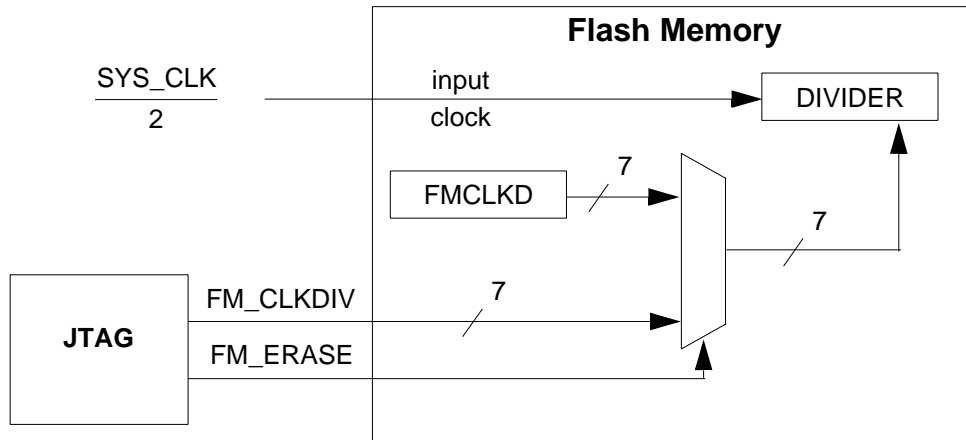 Flash Memory
SYS_CLK
2
input
clock
DIVIDER
7
FMCLKD
7
FM_CLKDIV
7
JTAG
FM_ERASE